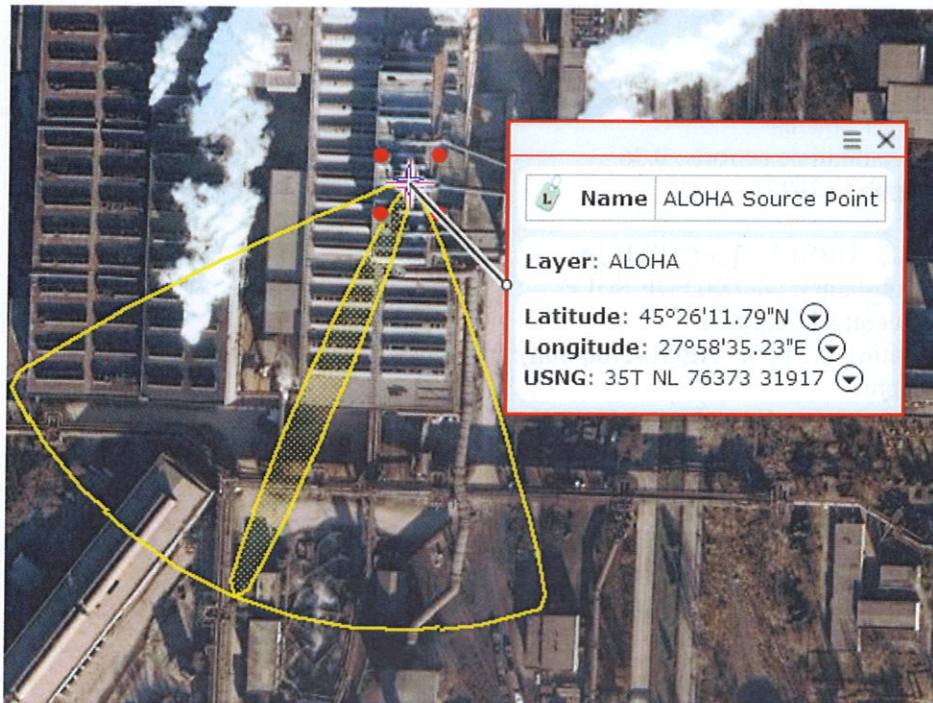 L Name ALOHA Source Point
Layer: ALOHA
Latitude: 45°26'11.79"N
Longitude: 27°58'35.23"E
USNG: 35T NL 76373 31917